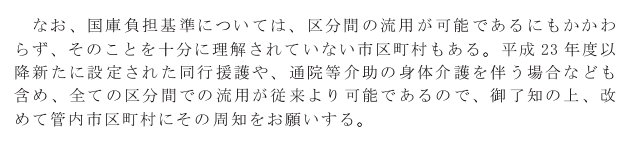 なお、国庫負担基準については、区分間の流用が可能であるにもかかわ
らず、そのことを十分に理解されていない市区町村もある。平成 23 年度以
降新たに設定された同行援護や、通院等介助の身体介護を伴う場合なども
含め、全ての区分間での流用が従来より可能であるので、御了知の上、改
めて管内市区町村にその周知をお願いする。